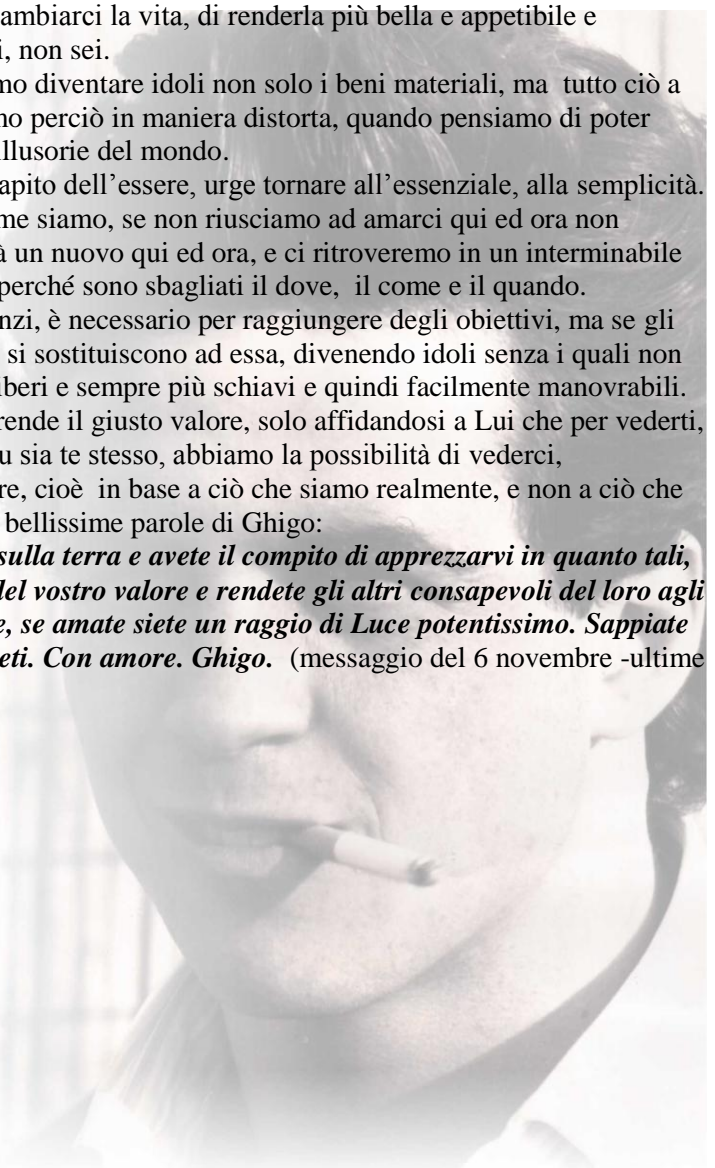 ambiarci la vita, di renderla più bella e appetibile e
i, non sei.
mo diventare idoli non solo i beni materiali, ma tutto ciò a
no perciò in maniera distorta, quando pensiamo di poter
illusorie del mondo.
apito dell’essere, urge tornare all’essenziale, alla semplicità.
me siamo, se non riusciamo ad amarci qui ed ora non
à un nuovo qui ed ora, e ci ritroveremo in un interminabile
perché sono sbagliati il dove, il come e il quando.
nzi, è necessario per raggiungere degli obiettivi, ma se gli
si sostituiscono ad essa, divenendo idoli senza i quali non
iberi e sempre più schiavi e quindi facilmente manovrabili.
rende il giusto valore, solo affidandosi a Lui che per vederti,
u sia te stesso, abbiamo la possibilità di vederci,
re, cioè in base a ciò che siamo realmente, e non a ciò che
bellissime parole di Ghigo:
sulla terra e avete il compito di apprezzarvi in quanto tali,
del vostro valore e rendete gli altri consapevoli del loro agli
e, se amate siete un raggio di Luce potentissimo. Sappiate
eti. Con amore. Ghigo. (messaggio del 6 novembre -ultime